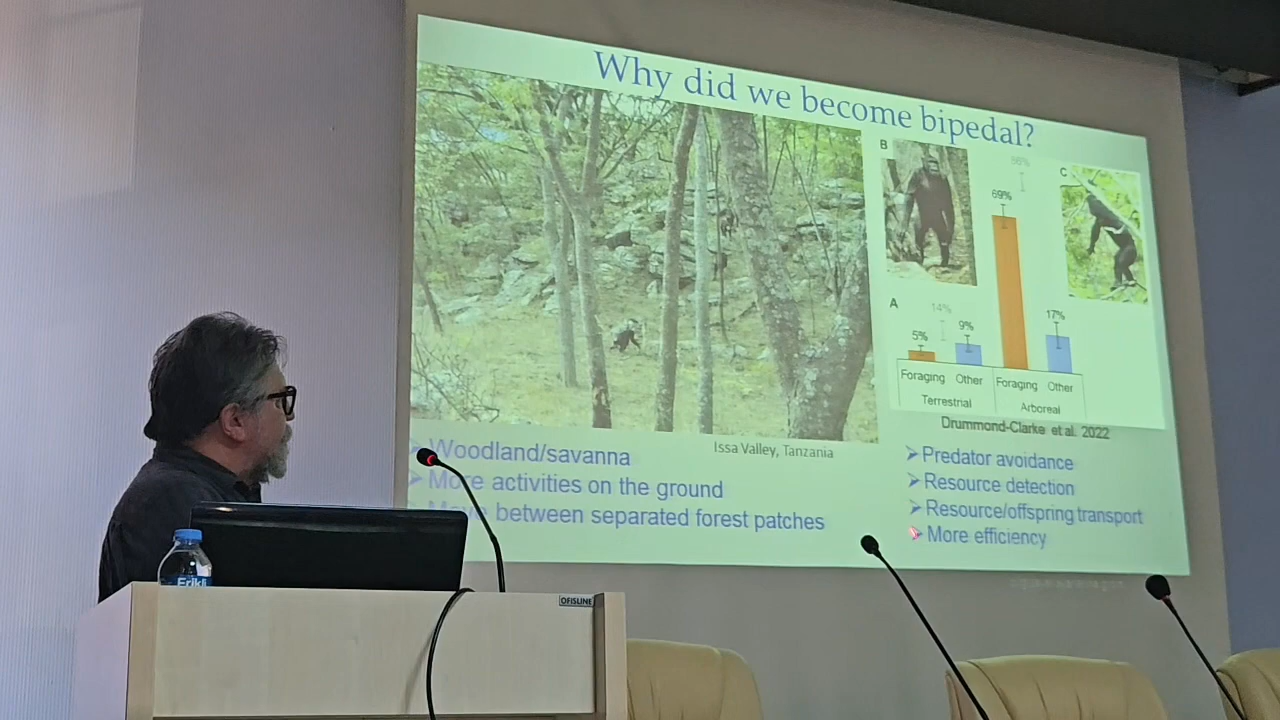 Why did we become bipedal?
B
C
86%
69%
A
14%
5%
9%
17%
Foraging Other Foraging Other
Terrestrial Arboreal
Drummond-Clarke et al. 2022
Issa Valley, Tanzania
Woodland/savanna
More activities on the ground
Move between separated forest patches
Predator avoidance
Resource detection
Resource/offspring transport
More efficiency
Erikli
OFISLINE